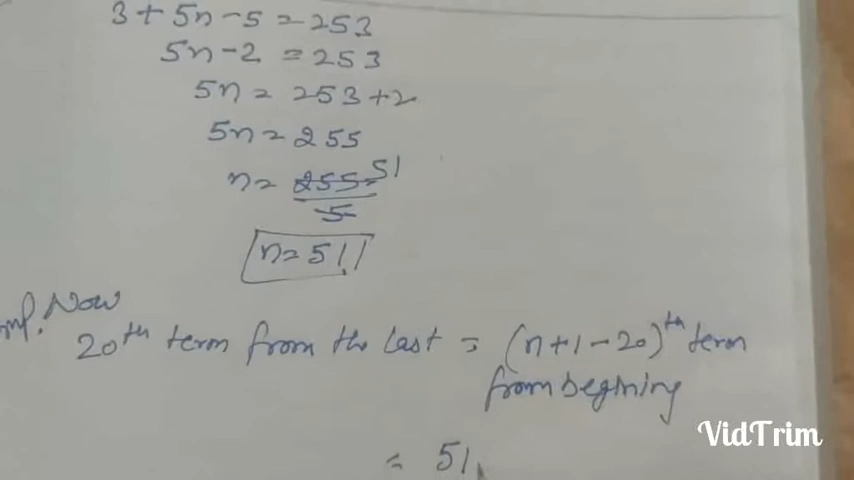 3 + 5n - 5 = 253
5n - 2 = 253
5n = 253 + 2
5n = 255
n = 255 51
5
n = 51
Now
20th term from the last = (n+1-20)th term
from begining
VidTrim
= 51